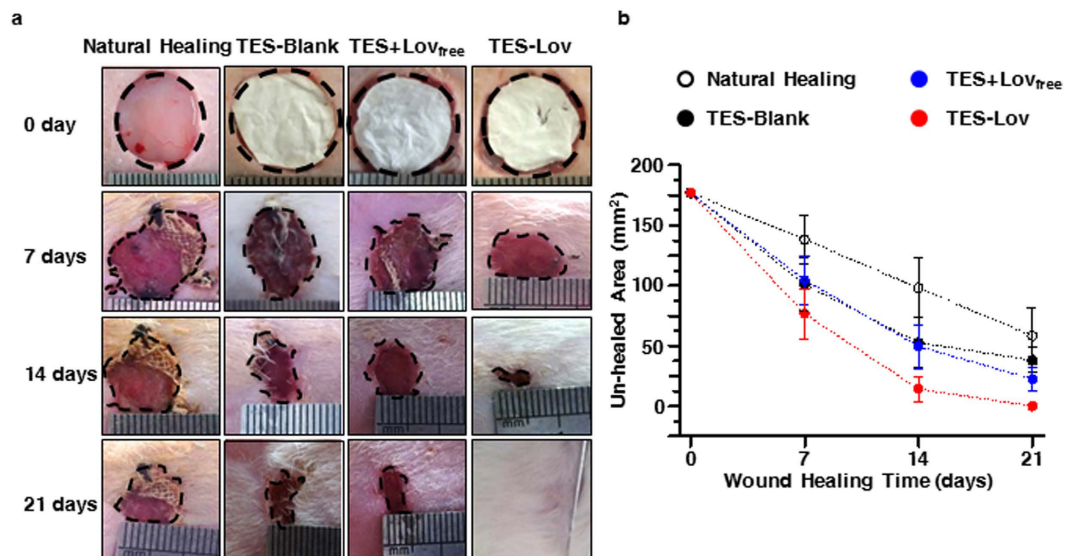 a
Natural Healing TES-Blank TES+Lovfree TES-Lov
0 day
7 days
14 days
mm
21 days
mm
b
Natural Healing
TES+Lovfree
TES-Blank
TES-Lov
Un-healed Area (mm²)
200
150
100
50
0
0 7 14 21
Wound Healing Time (days)